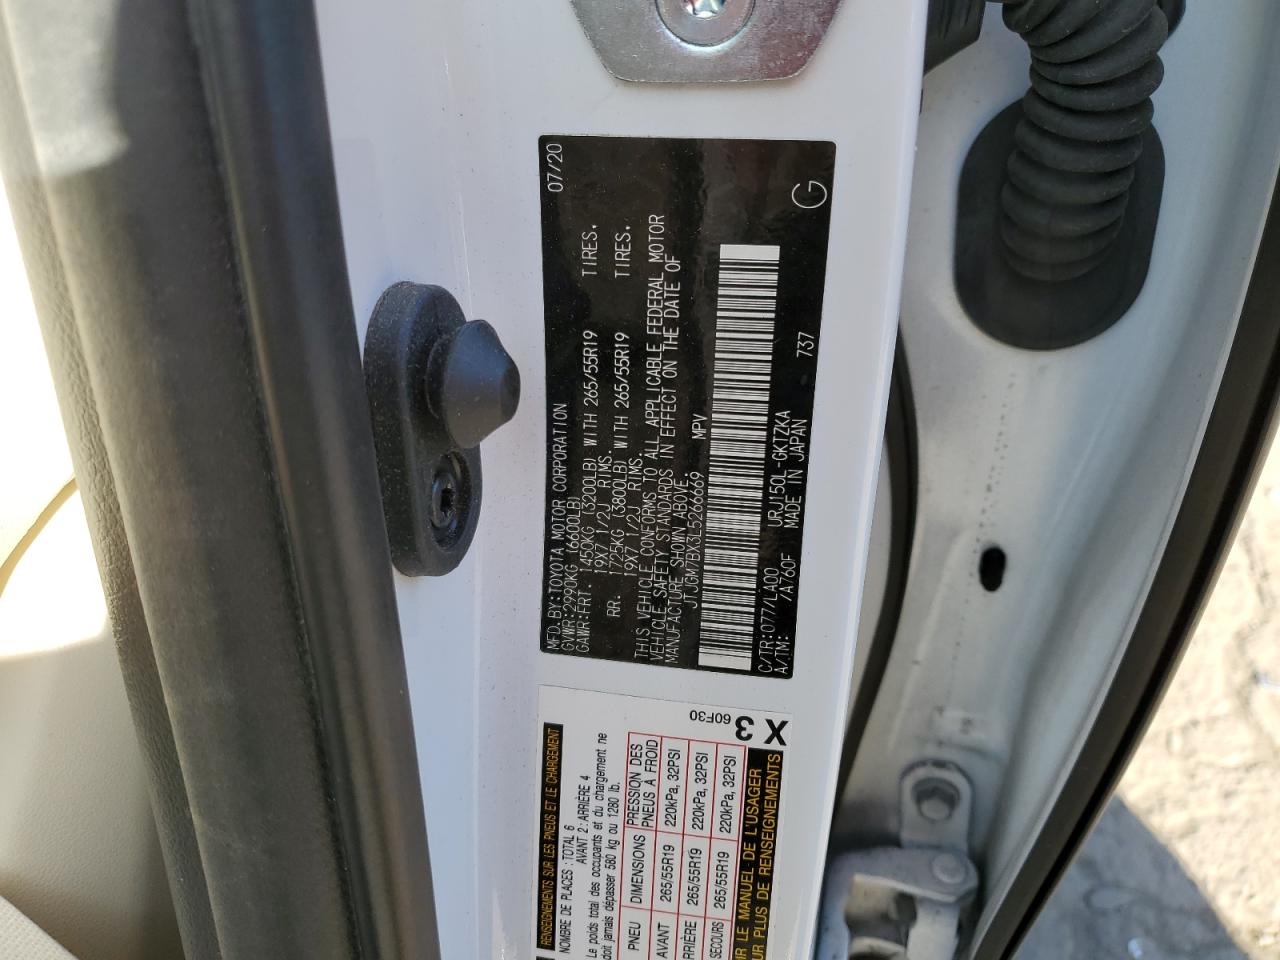 MFD.BY:TOYOTA MOTOR CORPORATION 07/20
GVWR:2990KG (6600LB)
GAWR:FRT. 1450KG (3200LB) WITH 265/55R19 TIRES.
19X7 1/2J RIMS.
RR. 1725KG (3800LB) WITH 265/55R19 TIRES.
19X7 1/2J RIMS.
THIS VEHICLE CONFORMS TO ALL APPLICABLE FEDERAL MOTOR
VEHICLE SAFETY STANDARDS IN EFFECT ON THE DATE OF
MANUFACTURE SHOWN ABOVE.
JTJGM7BX3L5266669 MPV
C/TR:077/LA00 URJ150L-GKTZKA
A/TM: /A760F MADE IN JAPAN 737 G
RENSEIGNEMENTS SUR LES PNEUS ET LE CHARGEMENT
NOMBRE DE PLACES : TOTAL 6
AVANT 2 : ARRIÈRE 4
Le poids total des occupants et du chargement ne
doit jamais dépasser 580 kg ou 1280 lb.
PNEU DIMENSIONS PRESSION DES PNEUS A FROID
AVANT 265/55R19 220kPa, 32PSI
RRIÈRE 265/55R19 220kPa, 32PSI
SECOURS 265/55R19 220kPa, 32PSI
IR LE MANUEL DE L'USAGER
UR PLUS DE RENSEIGNEMENTS
X 3
60F30